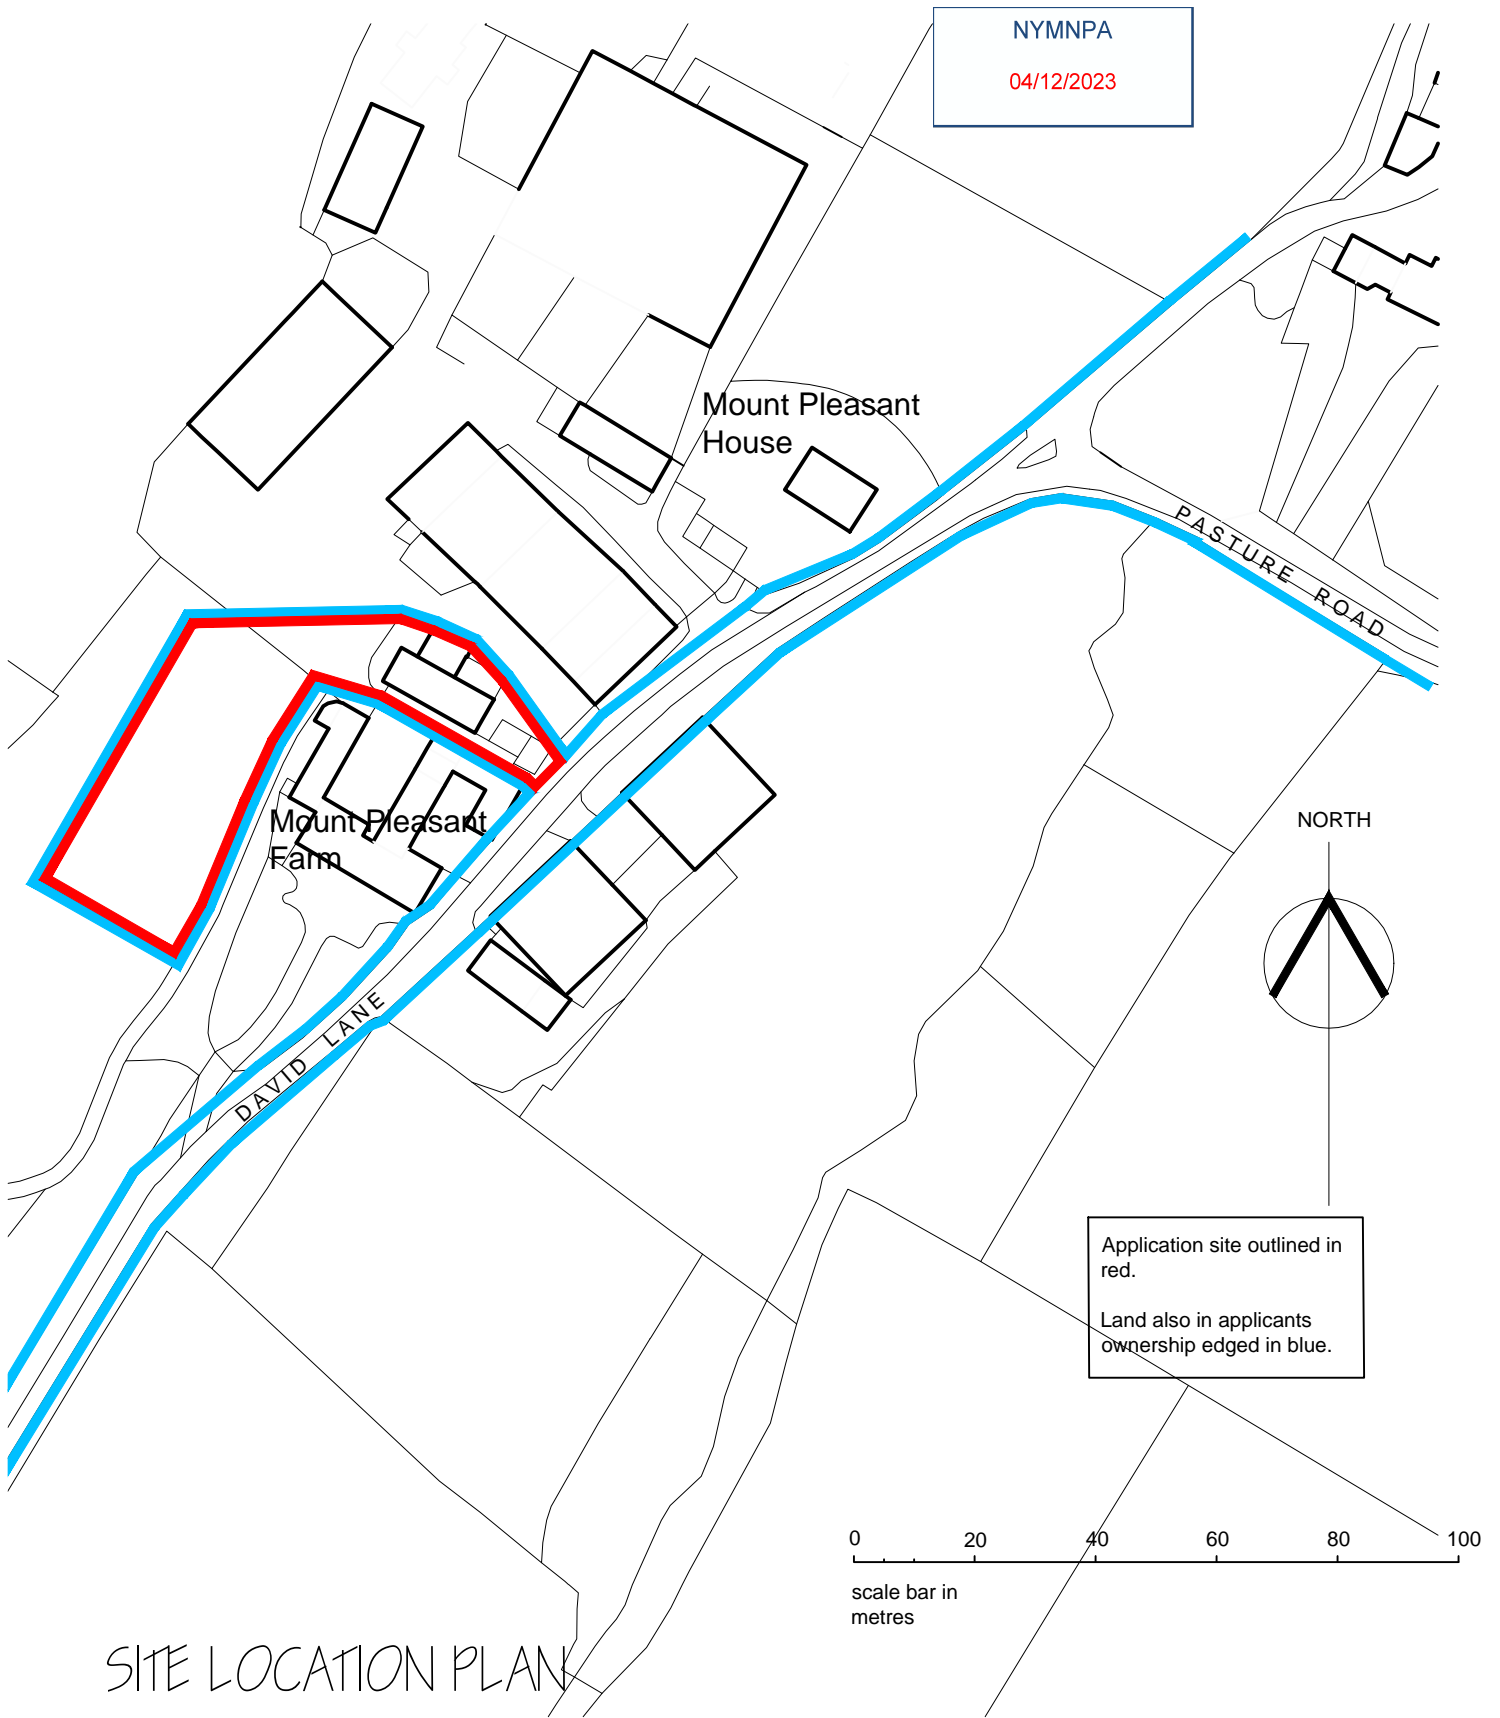 NYMNPA
04/12/2023
Mount Pleasant
House
PASTURE ROAD
Mount Pleasant
Farm
NORTH
DAVID LANE
Application site outlined in
red.
Land also in applicants
ownership edged in blue.
0 20 40 60 80 100
scale bar in
metres
SITE LOCATION PLAN